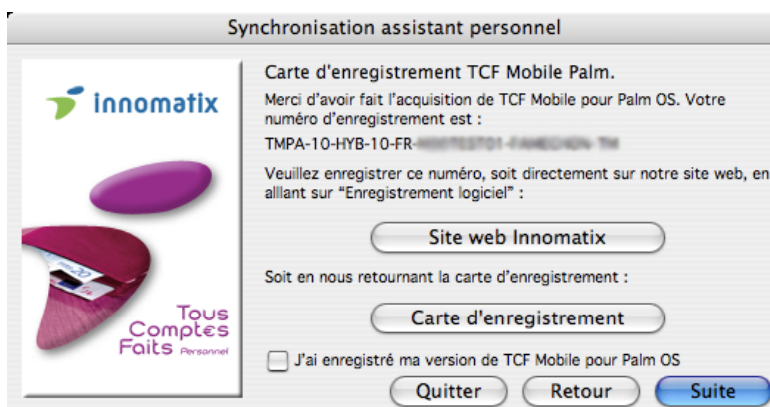 Synchronisation assistant personnel
innomatix
Tous
Comptes
Faits Personnel
Carte d'enregistrement TCF Mobile Palm.
Merci d'avoir fait l'acquisition de TCF Mobile pour Palm OS. Votre
numéro d'enregistrement est :
TMPA-10-HYB-10-FR-
Veuillez enregistrer ce numéro, soit directement sur notre site web, en
alllant sur “Enregistrement logiciel” :
Site web Innomatix
Soit en nous retournant la carte d'enregistrement :
Carte d'enregistrement
J'ai enregistré ma version de TCF Mobile pour Palm OS
Quitter
Retour
Suite